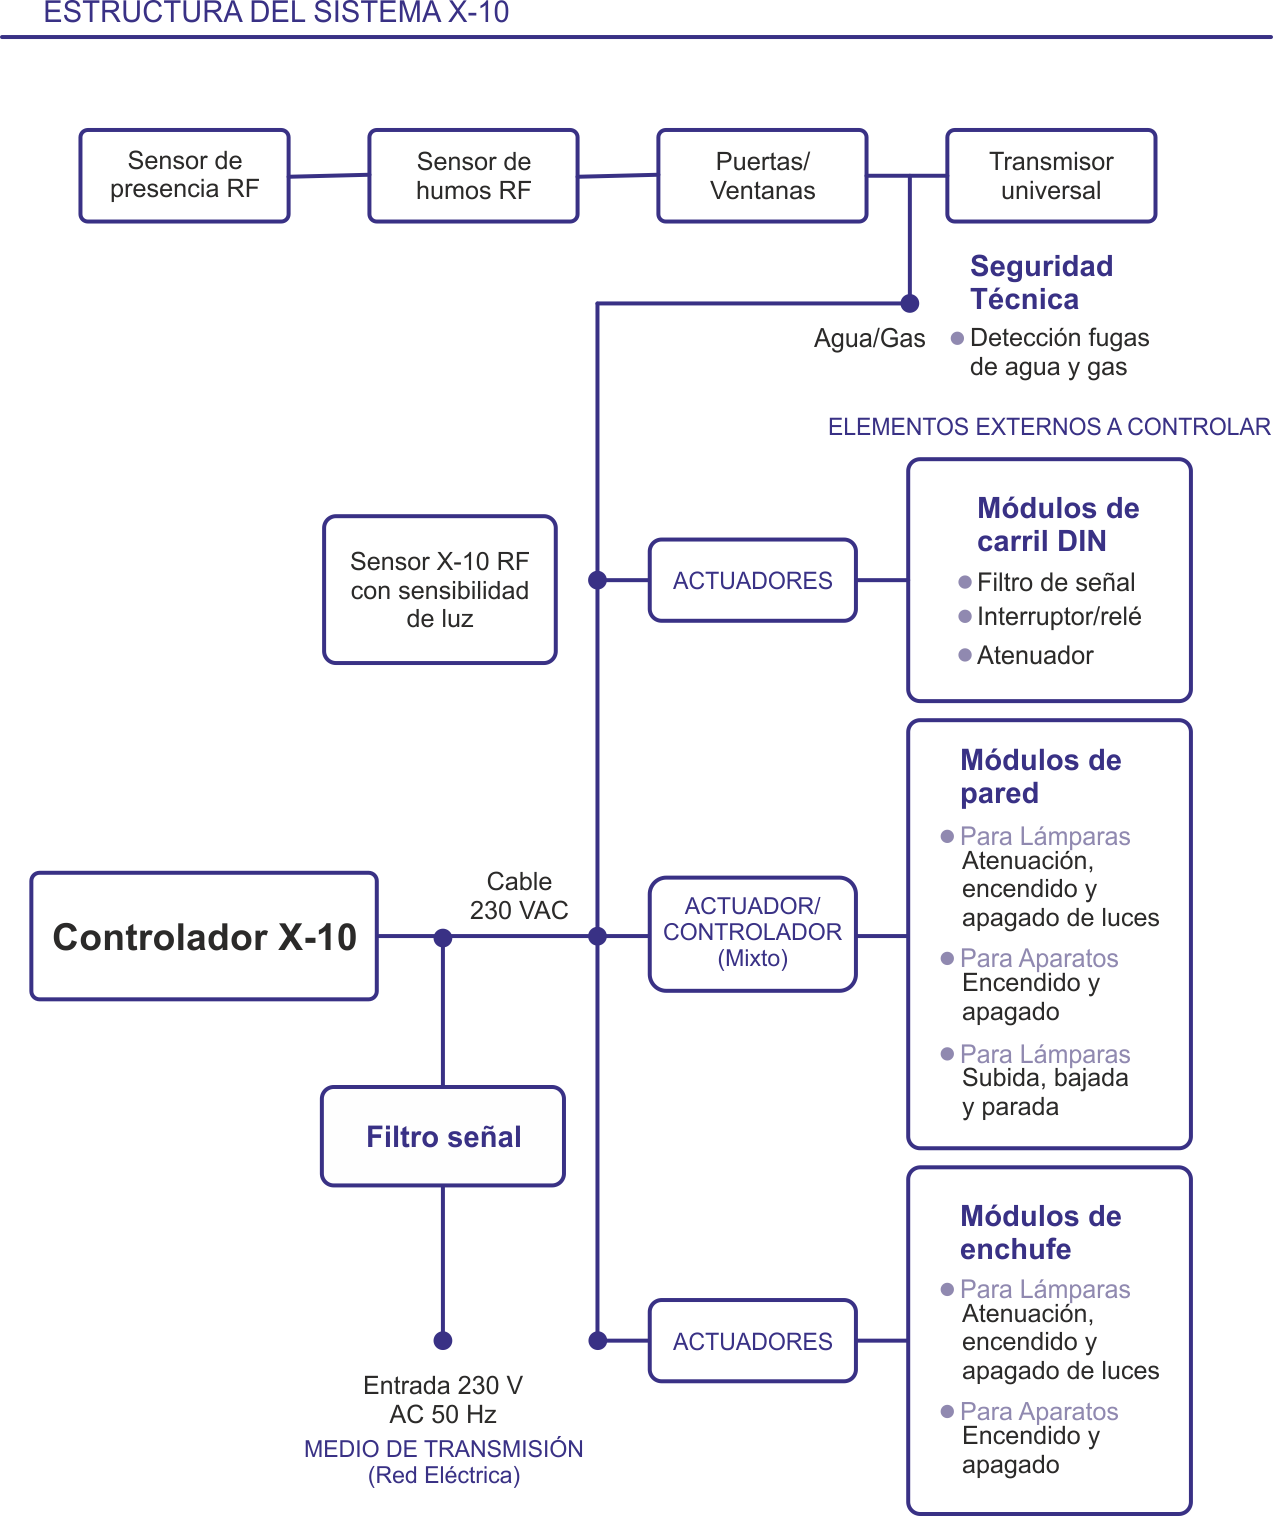 ESTRUCTURA DEL SISTEMA X-10
Sensor de
presencia RF
Sensor de
humos RF
Puertas/
Ventanas
Transmisor
universal
Seguridad
Técnica
Agua/Gas
Detección fugas
de agua y gas
ELEMENTOS EXTERNOS A CONTROLAR
Sensor X-10 RF
con sensibilidad
de luz
ACTUADORES
Módulos de
carril DIN
Filtro de señal
Interruptor/relé
Atenuador
Controlador X-10
Cable
230 VAC
ACTUADOR/
CONTROLADOR
(Mixto)
Módulos de
pared
Para Lámparas
Atenuación,
encendido y
apagado de luces
Para Aparatos
Encendido y
apagado
Para Lámparas
Subida, bajada
y parada
Filtro señal
Entrada 230 V
AC 50 Hz
MEDIO DE TRANSMISIÓN
(Red Eléctrica)
ACTUADORES
Módulos de
enchufe
Para Lámparas
Atenuación,
encendido y
apagado de luces
Para Aparatos
Encendido y
apagado